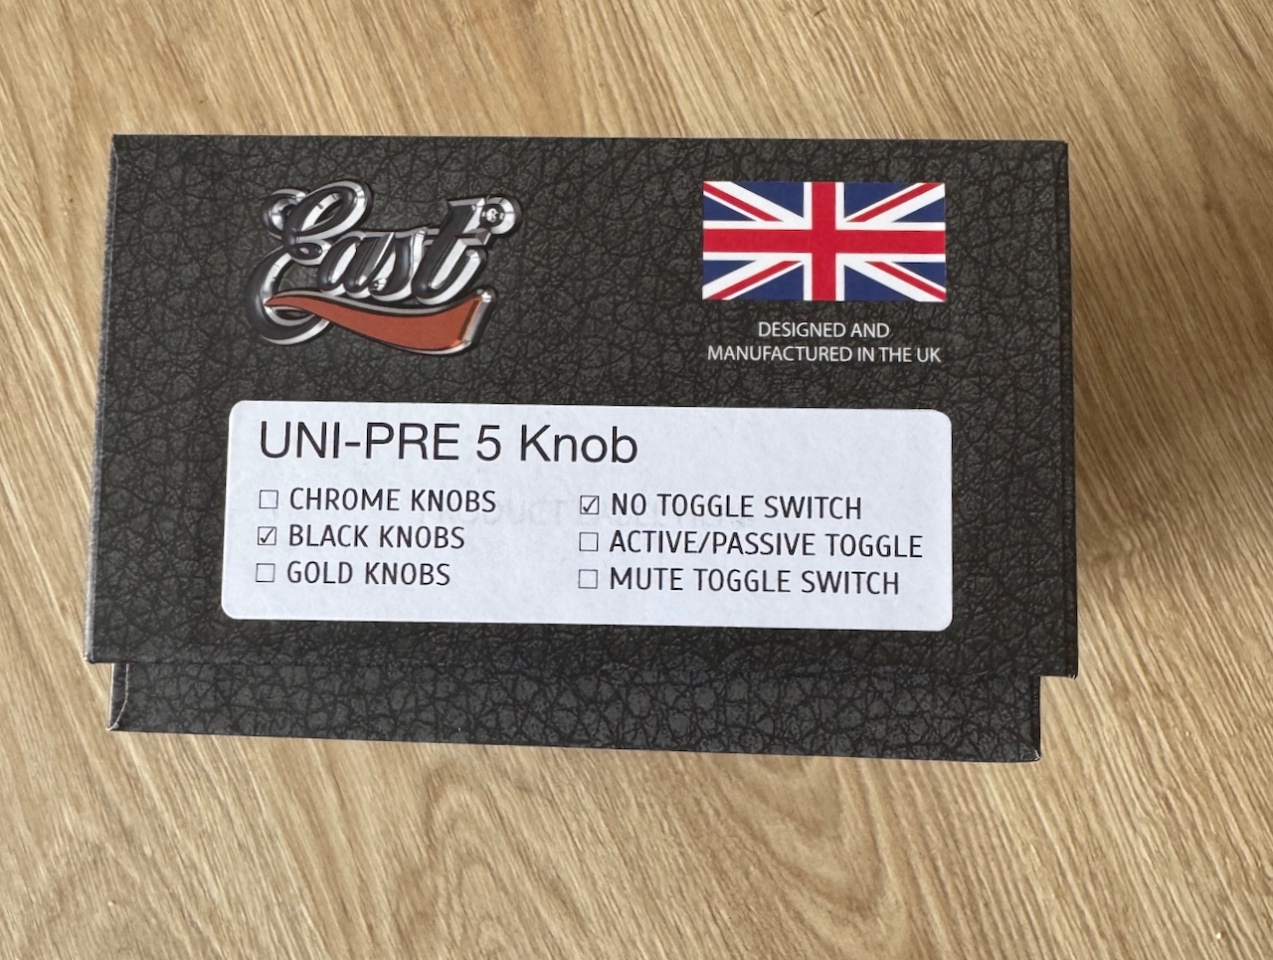 East®
DESIGNED AND
MANUFACTURED IN THE UK
UNI-PRE 5 Knob
☐ CHROME KNOBS
☑ BLACK KNOBS
☐ GOLD KNOBS
☑ NO TOGGLE SWITCH
☐ ACTIVE/PASSIVE TOGGLE
☐ MUTE TOGGLE SWITCH